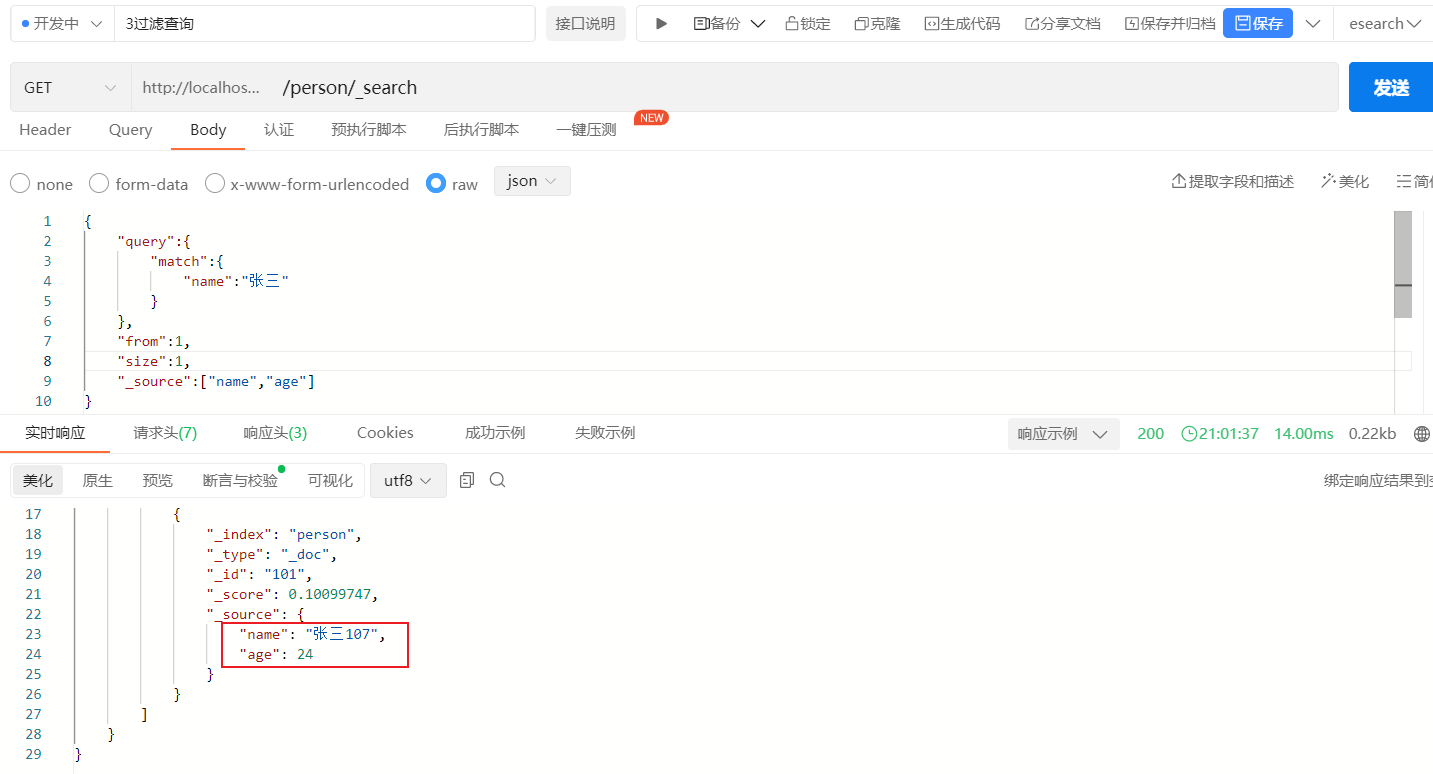 开发中 3过滤查询 接口说明 备份 锁定 克隆 生成代码 分享文档 保存并归档 保存 esearch
GET http://localhos... /person/_search 发送
Header Query Body 认证 预执行脚本 后执行脚本 一键压测 NEW
none form-data x-www-form-urlencoded raw json 提取字段和描述 美化
1 {
2 "query":{
3 "match":{
4 "name":"张三"
5 }
6 },
7 "from":1,
8 "size":1,
9 "_source":["name","age"]
10 }
实时响应 请求头(7) 响应头(3) Cookies 成功示例 失败示例 响应示例 200 21:01:37 14.00ms 0.22kb
美化 原生 预览 断言与校验 可视化 utf8 绑定响应结果到
17 {
18 "_index": "person",
19 "_type": "_doc",
20 "_id": "101",
21 "_score": 0.10099747,
22 "_source": {
23 "name": "张三107",
24 "age": 24
25 }
26 }
27 ]
28 }
29 }